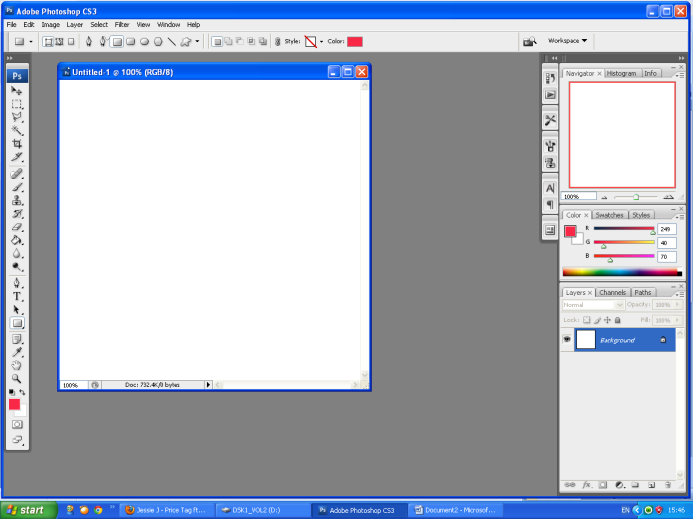 Ps Adobe Photoshop CS3
File Edit Image Layer Select Filter View Window Help
Style: Color: Workspace
Ps
Untitled-1 @ 100% (RGB/8)
100% Doc: 732.4K/0 bytes
T
A
Navigator × Histogram Info
100%
Color × Swatches Styles
R 249
G 40
B 70
Layers × Channels Paths
Normal Opacity: 100%
Lock: Fill: 100%
Background
fx.
start Jessie J - Price Tag ft... DSK1_VOL2 (D:) Ps Adobe Photoshop CS3 Document2 - Microsof... EN 15:46